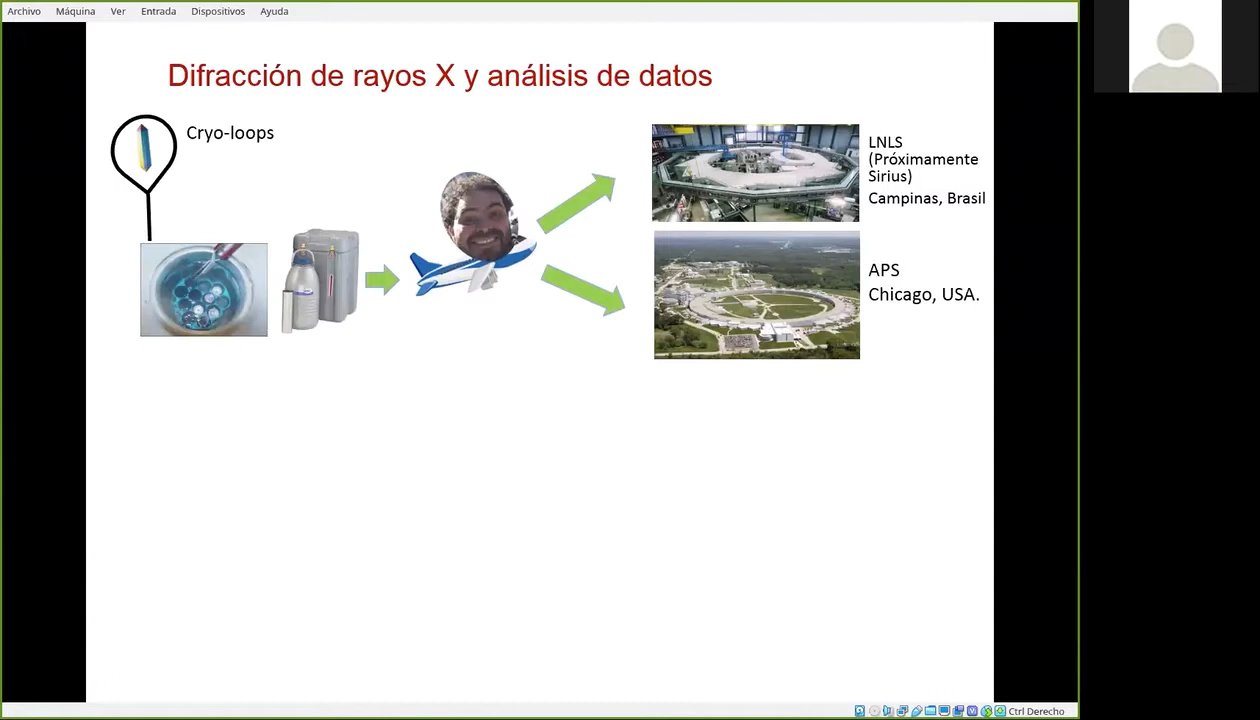 Archivo Máquina Ver Entrada Dispositivos Ayuda
Difracción de rayos X y análisis de datos
Cryo-loops
LNLS
(Próximamente
Sirius)
Campinas, Brasil
APS
Chicago, USA.
Ctrl Derecho